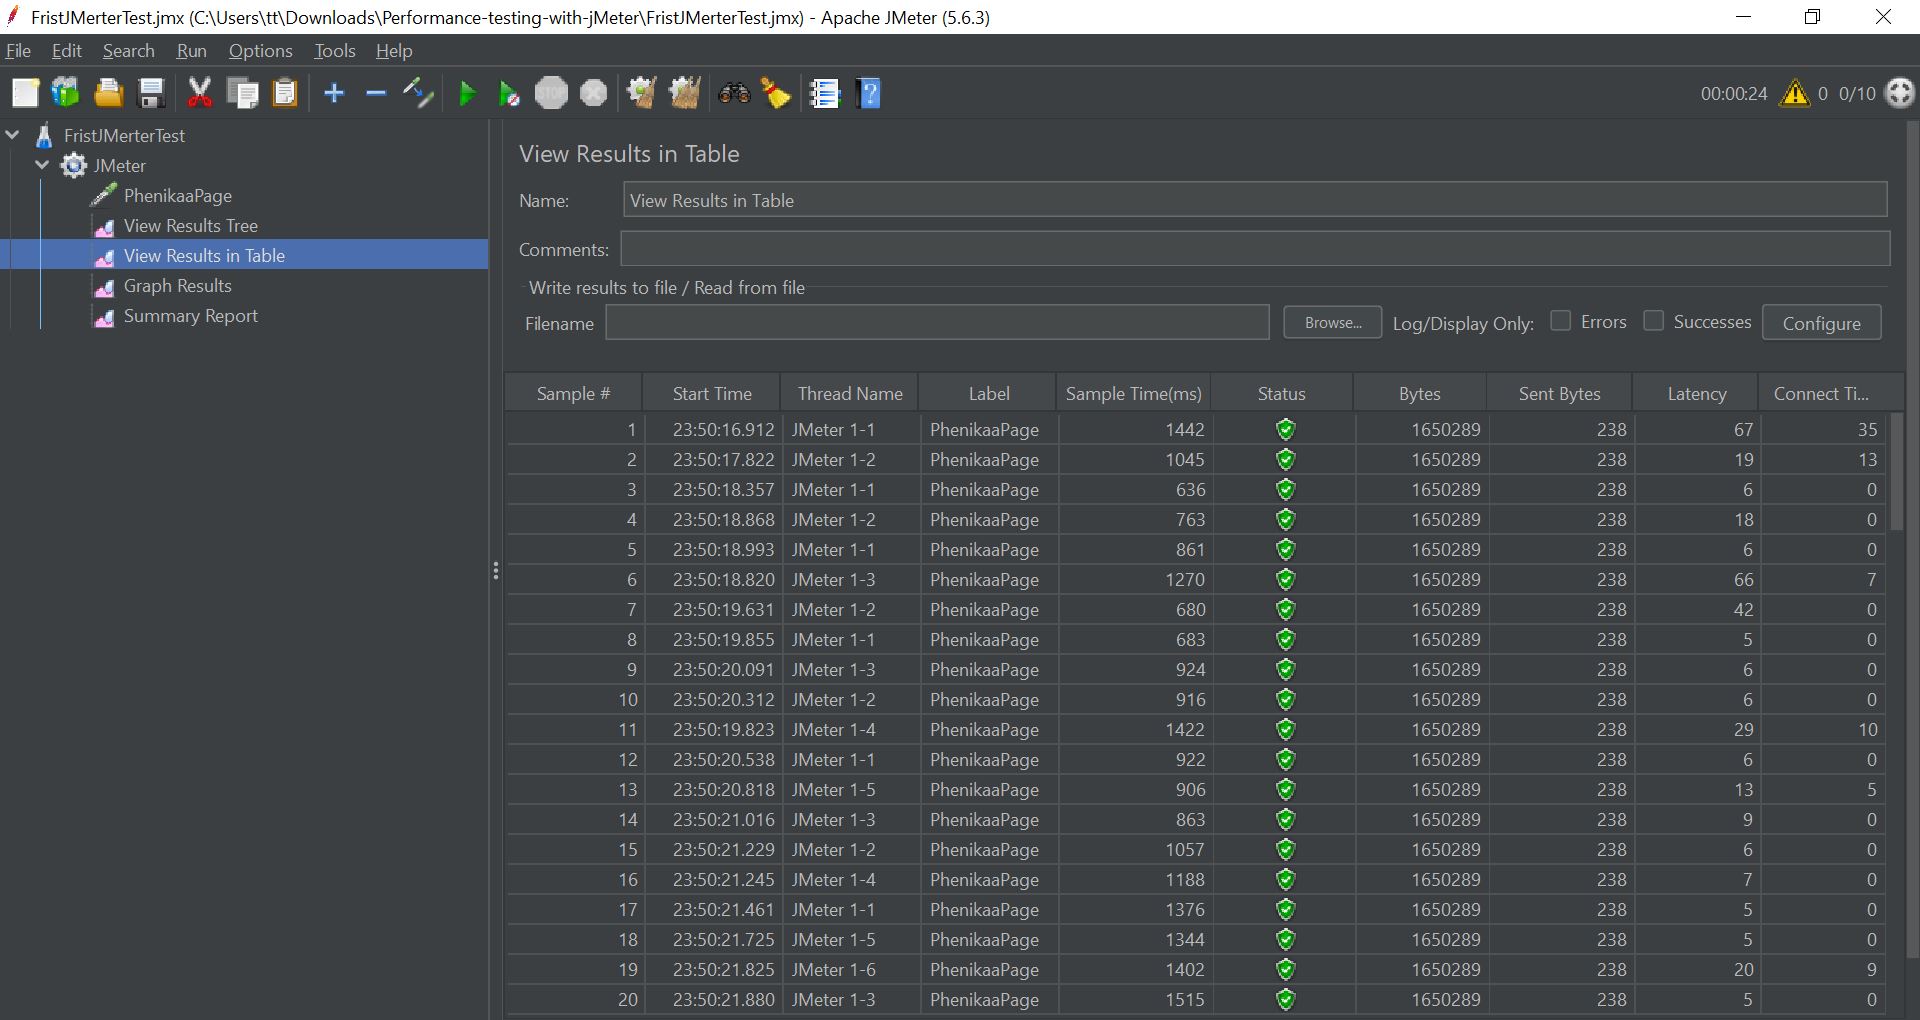 FristJMerterTest.jmx (C:\Users\tt\Downloads\Performance-testing-with-jMeter\FristJMerterTest.jmx) - Apache JMeter (5.6.3)
File Edit Search Run Options Tools Help
STOP 00:00:24 0 0/10
FristJMerterTest
JMeter
PhenikaaPage
View Results Tree
View Results in Table
Graph Results
Summary Report
View Results in Table
Name: View Results in Table
Comments:
Write results to file / Read from file
Filename Browse... Log/Display Only: Errors Successes Configure
Sample # Start Time Thread Name Label Sample Time(ms) Status Bytes Sent Bytes Latency Connect Ti...
1 23:50:16.912 JMeter 1-1 PhenikaaPage 1442 1650289 238 67 35
2 23:50:17.822 JMeter 1-2 PhenikaaPage 1045 1650289 238 19 13
3 23:50:18.357 JMeter 1-1 PhenikaaPage 636 1650289 238 6 0
4 23:50:18.868 JMeter 1-2 PhenikaaPage 763 1650289 238 18 0
5 23:50:18.993 JMeter 1-1 PhenikaaPage 861 1650289 238 6 0
6 23:50:18.820 JMeter 1-3 PhenikaaPage 1270 1650289 238 66 7
7 23:50:19.631 JMeter 1-2 PhenikaaPage 680 1650289 238 42 0
8 23:50:19.855 JMeter 1-1 PhenikaaPage 683 1650289 238 5 0
9 23:50:20.091 JMeter 1-3 PhenikaaPage 924 1650289 238 6 0
10 23:50:20.312 JMeter 1-2 PhenikaaPage 916 1650289 238 6 0
11 23:50:19.823 JMeter 1-4 PhenikaaPage 1422 1650289 238 29 10
12 23:50:20.538 JMeter 1-1 PhenikaaPage 922 1650289 238 6 0
13 23:50:20.818 JMeter 1-5 PhenikaaPage 906 1650289 238 13 5
14 23:50:21.016 JMeter 1-3 PhenikaaPage 863 1650289 238 9 0
15 23:50:21.229 JMeter 1-2 PhenikaaPage 1057 1650289 238 6 0
16 23:50:21.245 JMeter 1-4 PhenikaaPage 1188 1650289 238 7 0
17 23:50:21.461 JMeter 1-1 PhenikaaPage 1376 1650289 238 5 0
18 23:50:21.725 JMeter 1-5 PhenikaaPage 1344 1650289 238 5 0
19 23:50:21.825 JMeter 1-6 PhenikaaPage 1402 1650289 238 20 9
20 23:50:21.880 JMeter 1-3 PhenikaaPage 1515 1650289 238 5 0